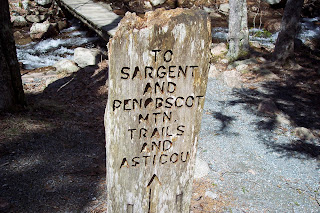 TO
SARGENT
AND
PENOBSCOT
MTN.
TRAILS
AND
ASTICOU